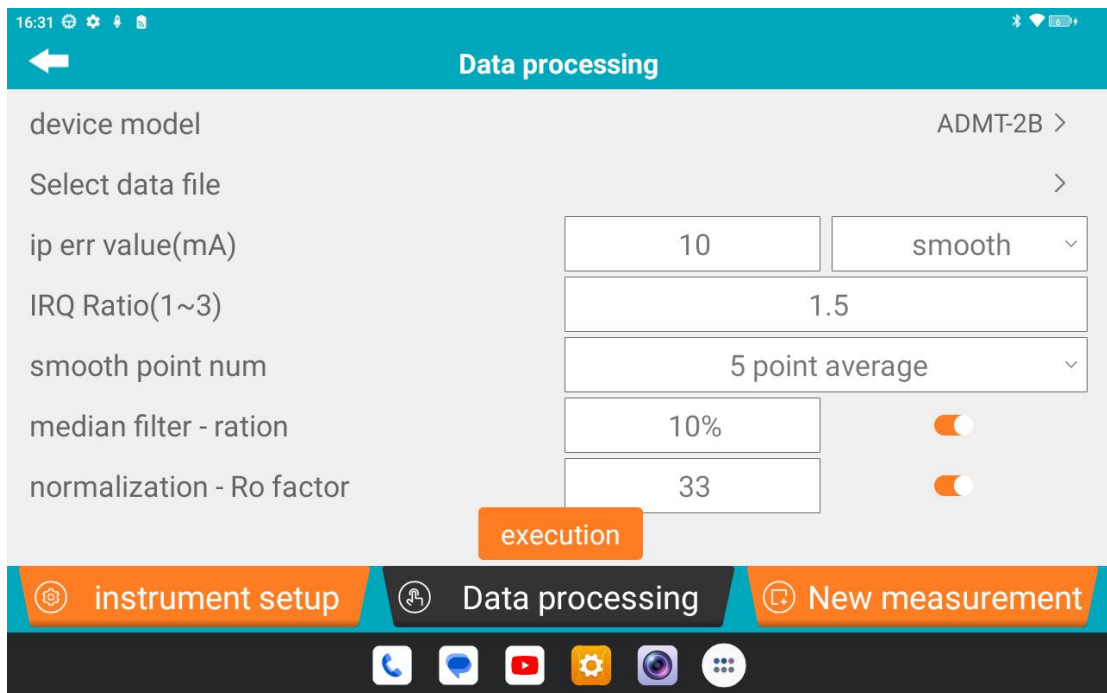 16:31
6
Data processing
device model ADMT-2B
Select data file
ip err value(mA) 10 smooth
IRQ Ratio(1~3) 1.5
smooth point num 5 point average
median filter - ration 10%
normalization - Ro factor 33
execution
instrument setup Data processing New measurement